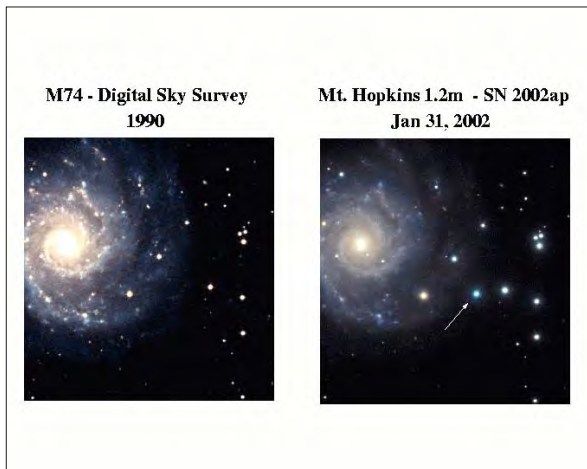 M74 - Digital Sky Survey
1990
Mt. Hopkins 1.2m - SN 2002ap
Jan 31, 2002